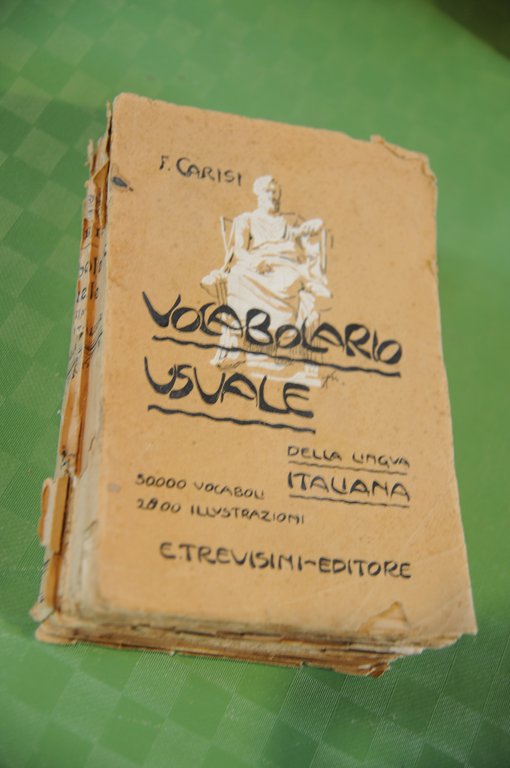 F. CARISI
VOCABOLARIO
USUALE
DELLA LINGUA
ITALIANA
50000 VOCABOLI
2800 ILLUSTRAZIONI
E. TREVISINI-EDITORE